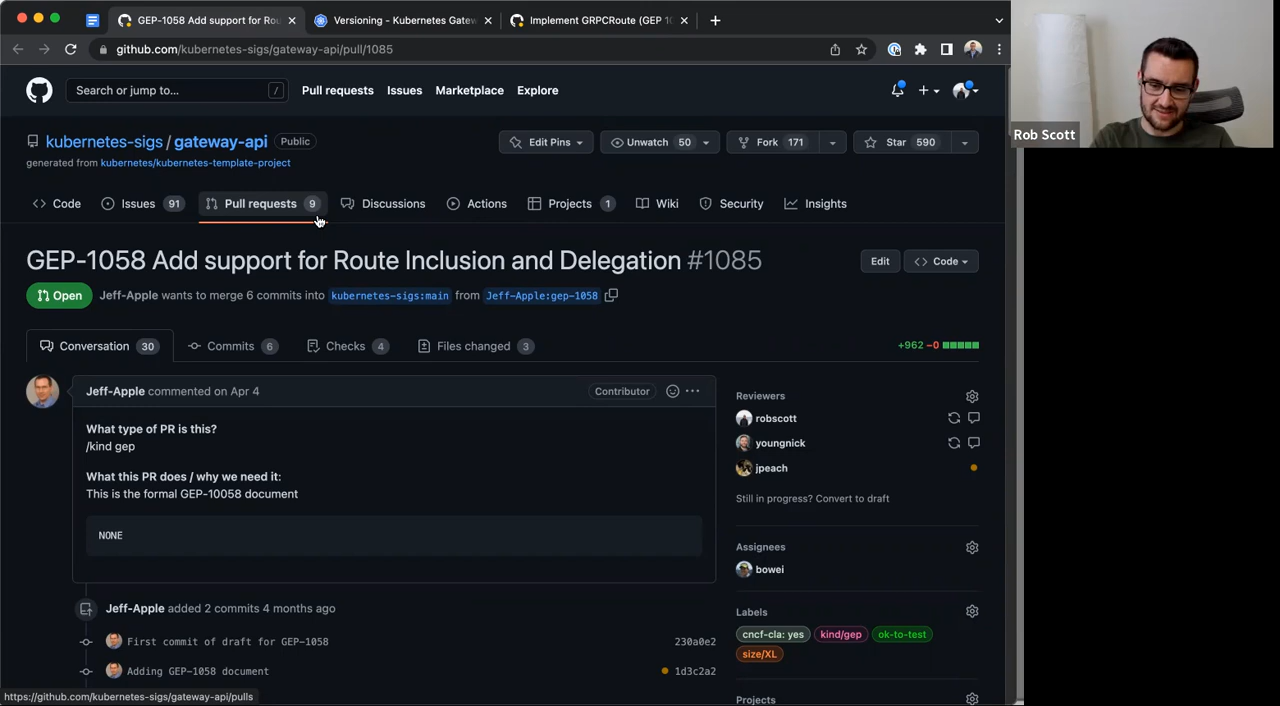 GEP-1058 Add support for Rou
Versioning - Kubernetes Gatew
Implement GRPCRoute (GEP 10
github.com/kubernetes-sigs/gateway-api/pull/1085
Search or jump to...
/
Pull requests
Issues
Marketplace
Explore
Rob Scott
kubernetes-sigs / gateway-api
Public
Edit Pins
Unwatch 50
Fork 171
Star 590
generated from kubernetes/kubernetes-template-project
Code
Issues 91
Pull requests 9
Discussions
Actions
Projects 1
Wiki
Security
Insights
GEP-1058 Add support for Route Inclusion and Delegation #1085
Edit
Code
Open
Jeff-Apple wants to merge 6 commits into kubernetes-sigs:main from Jeff-Apple:gep-1058
Conversation 30
Commits 6
Checks 4
Files changed 3
+962 −0
Jeff-Apple commented on Apr 4
Contributor
What type of PR is this?
/kind gep
What this PR does / why we need it:
This is the formal GEP-10058 document
NONE
Jeff-Apple added 2 commits 4 months ago
First commit of draft for GEP-1058
230a0e2
Adding GEP-1058 document
1d3c2a2
Reviewers
robscott
youngnick
jpeach
Still in progress? Convert to draft
Assignees
bowei
Labels
cncf-cla: yes
kind/gep
ok-to-test
size/XL
Projects
https://github.com/kubernetes-sigs/gateway-api/pulls